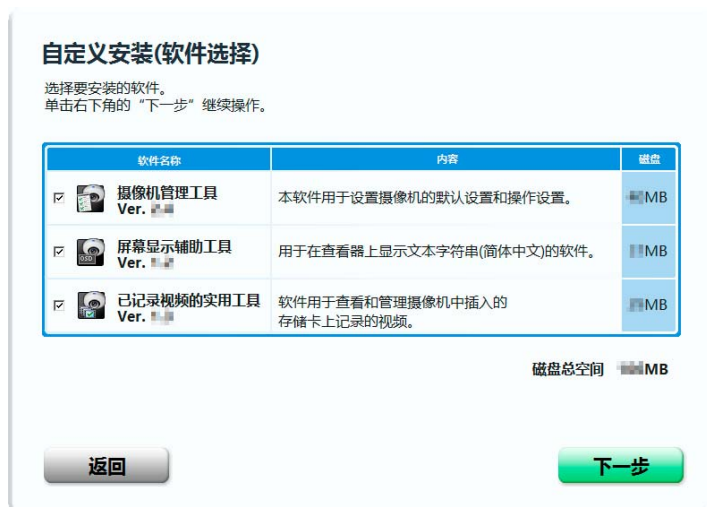 自定义安装(软件选择)
选择要安装的软件。
单击右下角的“下一步”继续操作。
软件名称 内容 磁盘
摄像机管理工具 本软件用于设置摄像机的默认设置和操作设置。 MB
Ver.
OSD 屏幕显示辅助工具 用于在查看器上显示文本字符串(简体中文)的软件。 MB
Ver.
已记录视频的实用工具 软件用于查看和管理摄像机中插入的 MB
Ver. 存储卡上记录的视频。
磁盘总空间 MB
返回 下一步